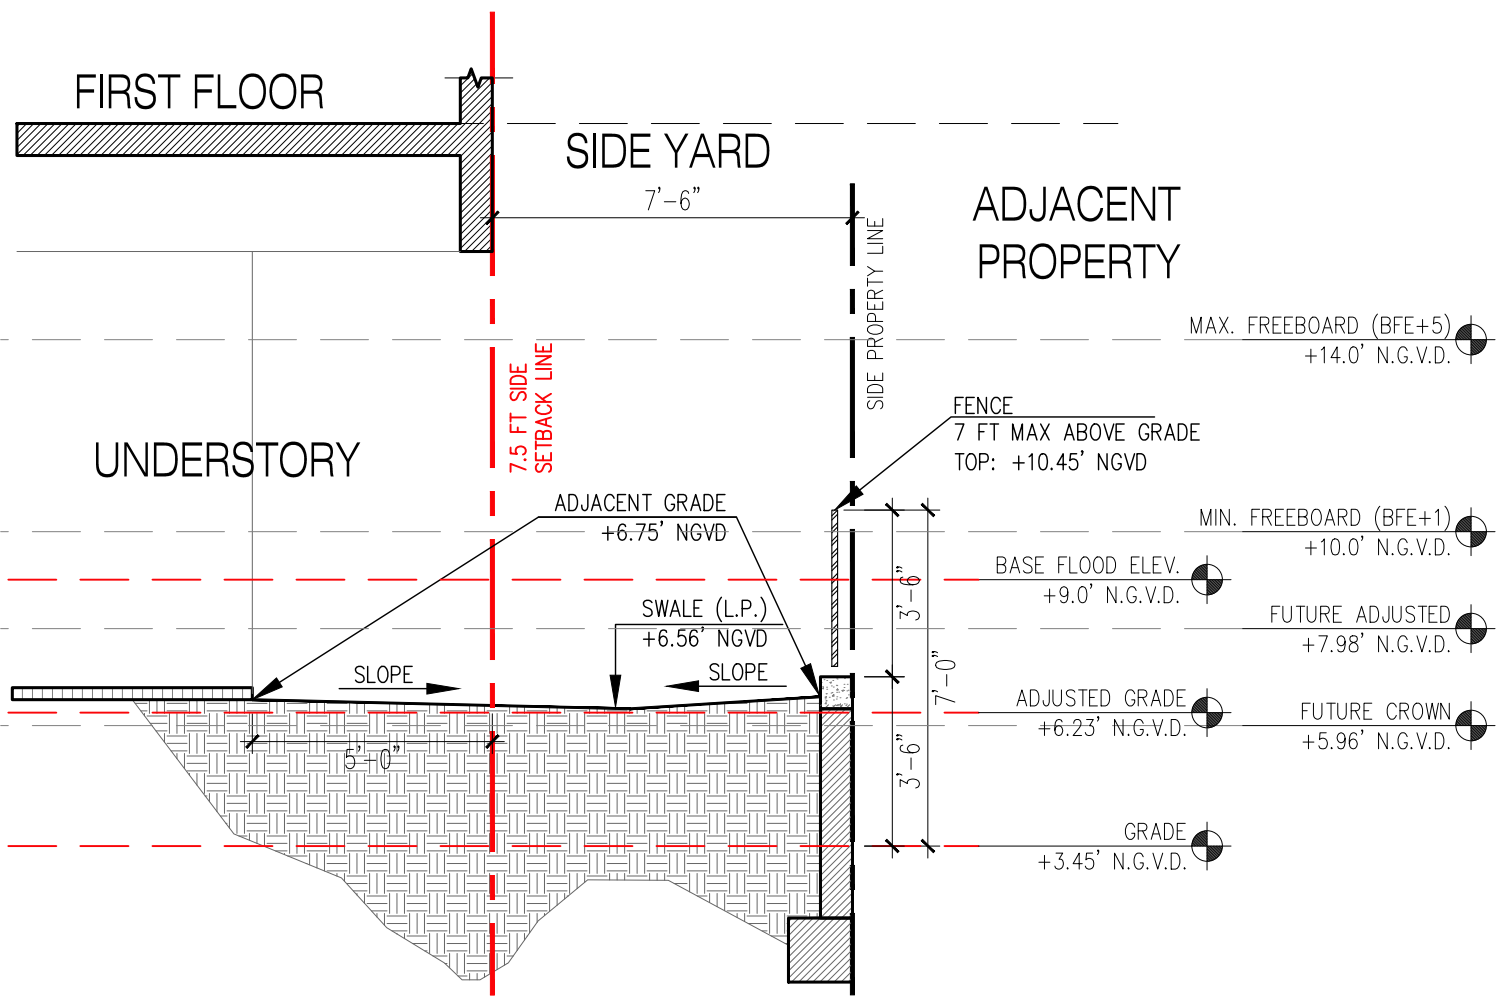 FIRST FLOOR
SIDE YARD
7'-6"
ADJACENT
PROPERTY
SIDE PROPERTY LINE
MAX. FREEBOARD (BFE+5)
+14.0' N.G.V.D.
7.5 FT SIDE
SETBACK LINE
FENCE
7 FT MAX ABOVE GRADE
TOP: +10.45' NGVD
UNDERSTORY
ADJACENT GRADE
+6.75' NGVD
MIN. FREEBOARD (BFE+1)
+10.0' N.G.V.D.
BASE FLOOD ELEV.
+9.0' N.G.V.D.
3'-6"
SWALE (L.P.)
+6.56' NGVD
FUTURE ADJUSTED
+7.98' N.G.V.D.
SLOPE
SLOPE
7'-0"
ADJUSTED GRADE
+6.23' N.G.V.D.
FUTURE CROWN
+5.96' N.G.V.D.
5'-0"
3'-6"
GRADE
+3.45' N.G.V.D.